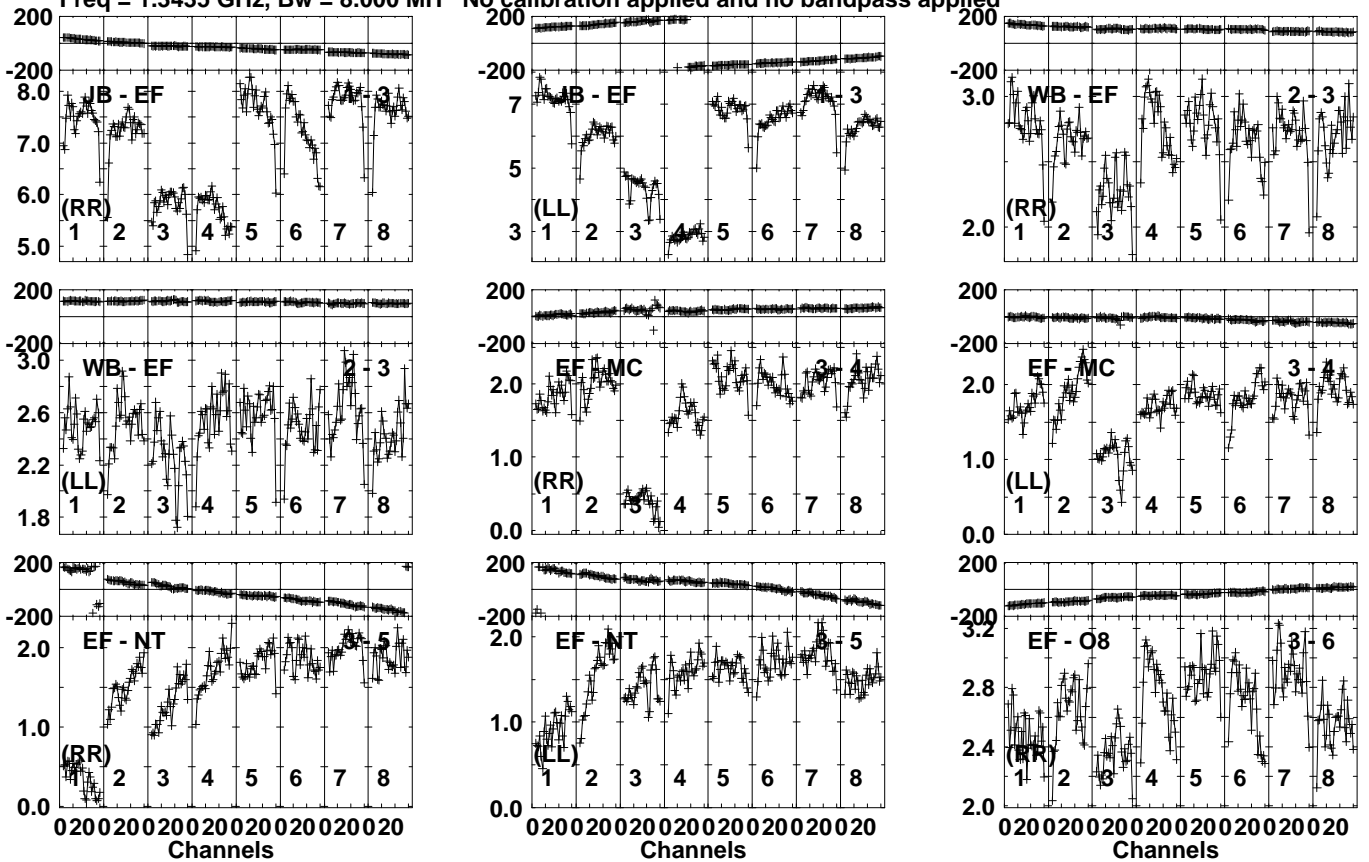 Freq = 1.3435 GHz, Bw = 8.000 MH No calibration applied and no bandpass applied
200 200 200
-200 -200 -200
8.0 JB - EF 1 - 3 7 JB - EF 1 - 3 3.0 WB - EF 2 - 3
7.0
6.0 5
(RR) (LL) (RR)
1 2 3 4 5 6 7 8 3 1 2 3 4 5 6 7 8 2.0 1 2 3 4 5 6 7 8
5.0
200 200 200
-200 -200 -200
3.0 WB - EF 2 - 3 2.0 EF - MC 3 - 4 2.0 EF - MC 3 - 4
2.6
2.2 1.0 1.0
(LL) (RR) (LL)
1.8 1 2 3 4 5 6 7 8 1 2 3 4 5 6 7 8 1 2 3 4 5 6 7 8
0.0 0.0
200 200 200
-200 -200 -200
2.0 EF - NT 3 - 5 2.0 EF - NT 3 - 5 3.2 EF - O8 3 - 6
2.8
1.0 1.0 2.4
(RR) (LL) (RR)
1 2 3 4 5 6 7 8 1 2 3 4 5 6 7 8 1 2 3 4 5 6 7 8
0.0 0.0 2.0
020020020020020020020020 020020020020020020020020 020020020020020020020020
Channels Channels Channels